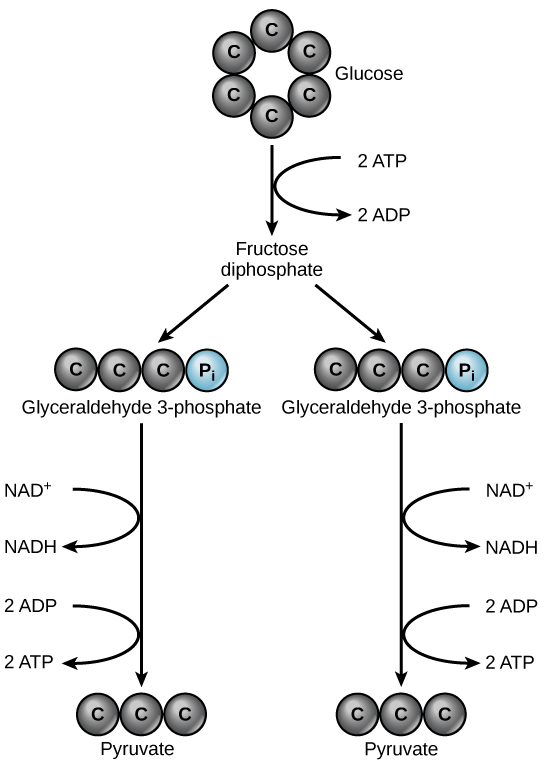 C
C C
Glucose
C C
C
2 ATP
2 ADP
Fructose
diphosphate
C C C Pi
C C C Pi
Glyceraldehyde 3-phosphate
Glyceraldehyde 3-phosphate
NAD+
NAD+
NADH
NADH
2 ADP
2 ADP
2 ATP
2 ATP
C C C
C C C
Pyruvate
Pyruvate